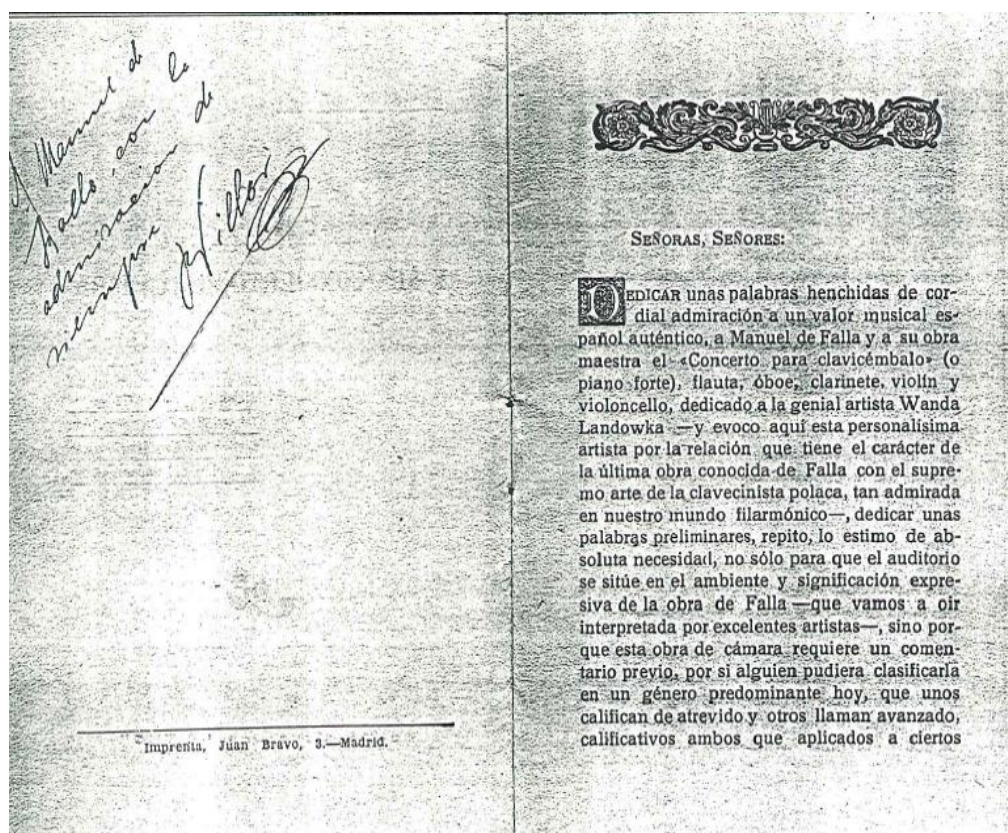 A Manuel de
Falla, con la
admiración de
siempre
Villar
Imprenta, Juan Bravo, 3.—Madrid.
SEÑORAS, SEÑORES:
DEDICAR unas palabras henchidas de cor-
dial admiración a un valor musical es-
pañol auténtico, a Manuel de Falla y a su obra
maestra el «Concerto para clavicémbalo» (o
piano forte), flauta, óboe, clarinete, violín y
violoncello, dedicado a la genial artista Wanda
Landowka —y evoco aquí esta personalísima
artista por la relación que tiene el carácter de
la última obra conocida de Falla con el supre-
mo arte de la clavecinista polaca, tan admirada
en nuestro mundo filarmónico—, dedicar unas
palabras preliminares, repito, lo estimo de ab-
soluta necesidad, no sólo para que el auditorio
se sitúe en el ambiente y significación expre-
siva de la obra de Falla —que vamos a oir
interpretada por excelentes artistas—, sino por-
que esta obra de cámara requiere un comen-
tario previo, por si alguien pudiera clasificarla
en un género predominante hoy, que unos
califican de atrevido y otros llaman avanzado,
calificativos ambos que aplicados a ciertos